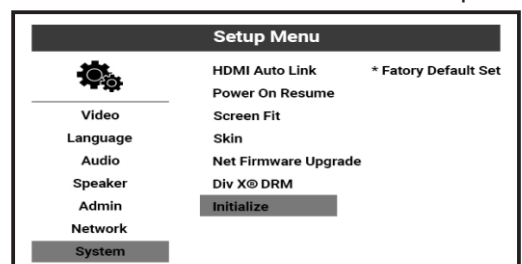 Setup Menu
HDMI Auto Link * Fatory Default Set
Power On Resume
Video Screen Fit
Language Skin
Audio Net Firmware Upgrade
Speaker Div X® DRM
Admin Initialize
Network
System